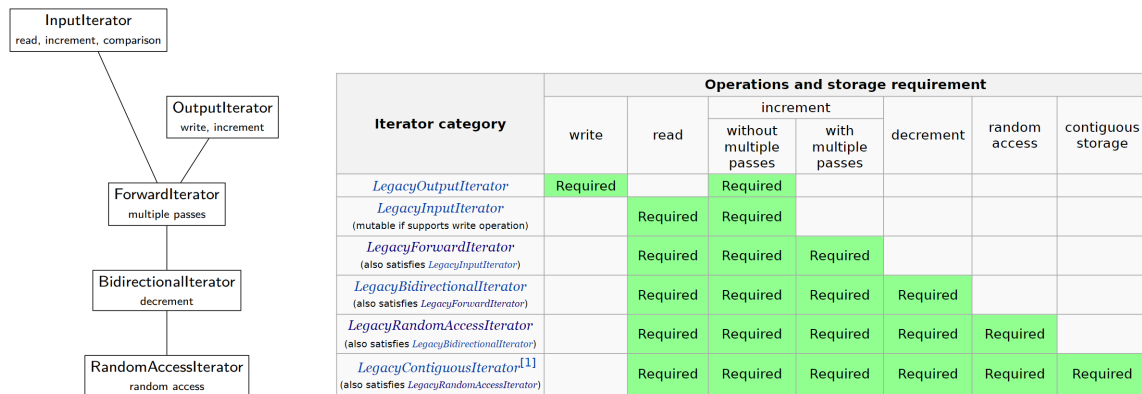 InputIterator
read, increment, comparison
OutputIterator
write, increment
ForwardIterator
multiple passes
BidirectionalIterator
decrement
RandomAccessIterator
random access
Iterator category
Operations and storage requirement
write
read
increment
without
multiple
passes
with
multiple
passes
decrement
random
access
contiguous
storage
LegacyOutputIterator
Required Required
LegacyInputIterator
(mutable if supports write operation)
Required Required
LegacyForwardIterator
(also satisfies LegacyInputIterator)
Required Required Required
LegacyBidirectionalIterator
(also satisfies LegacyForwardIterator)
Required Required Required Required
LegacyRandomAccessIterator
(also satisfies LegacyBidirectionalIterator)
Required Required Required Required Required
LegacyContiguousIterator[1]
(also satisfies LegacyRandomAccessIterator)
Required Required Required Required Required Required